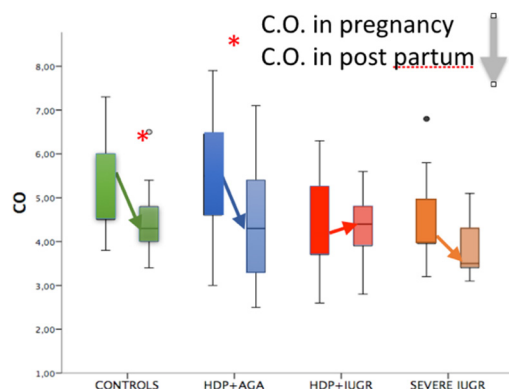 C.O. in pregnancy
C.O. in post partum
*
*
8,00
7,00
6,00
5,00
4,00
3,00
2,00
1,00
CO
CONTROLS
HDP+AGA
HDP+IUGR
SEVERE IUGR